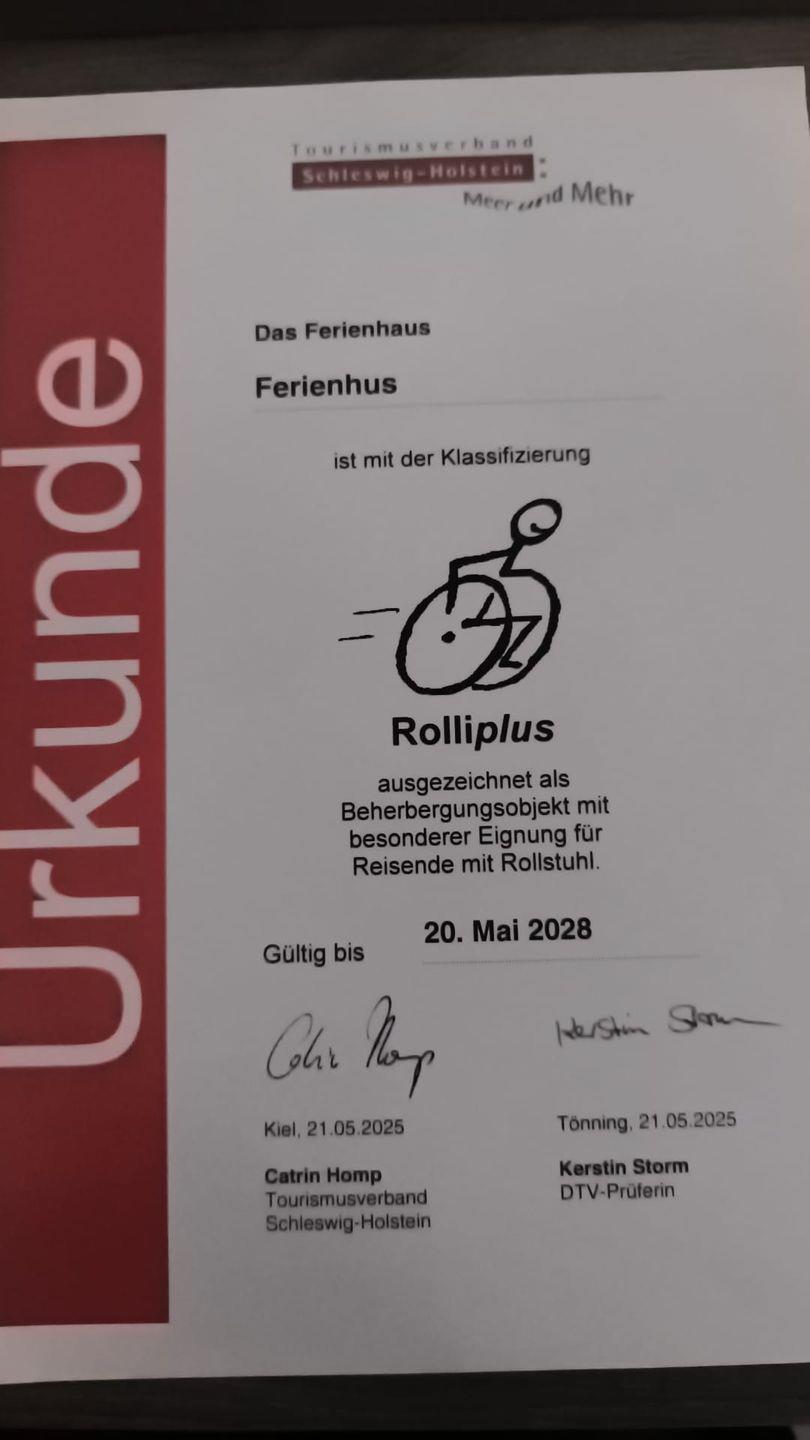 Urkunde
Tourismusverband
Schleswig-Holstein:
Meer und Mehr
Das Ferienhaus
Ferienhus
ist mit der Klassifizierung
Rolliplus
ausgezeichnet als
Beherbergungsobjekt mit
besonderer Eignung für
Reisende mit Rollstuhl.
Gültig bis 20. Mai 2028
Kerstin Storm
Kiel, 21.05.2025 Tönning, 21.05.2025
Catrin Homp Kerstin Storm
Tourismusverband DTV-Prüferin
Schleswig-Holstein